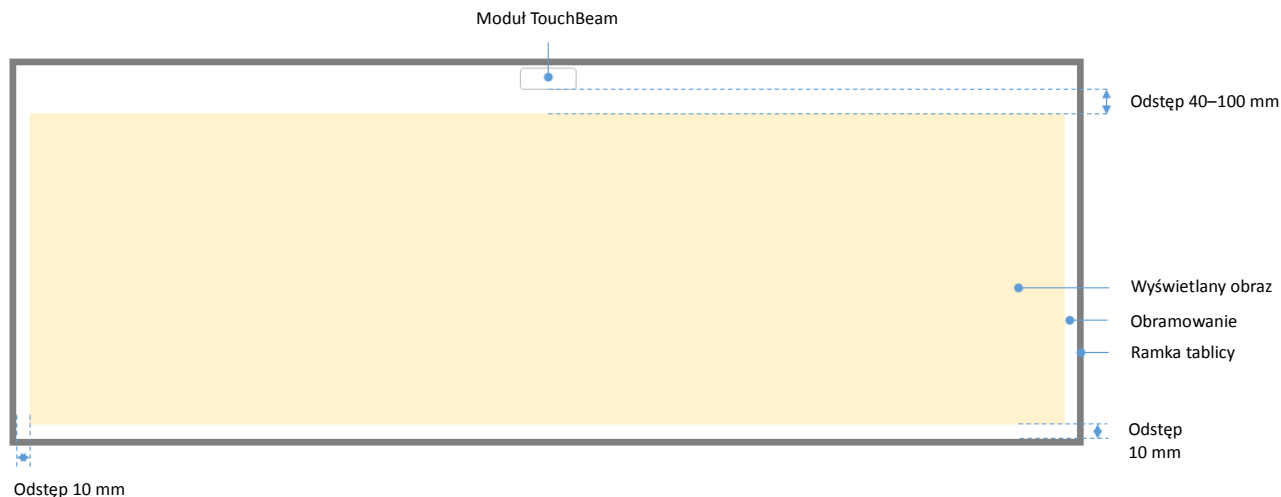 Moduł TouchBeam
Odstęp 40–100 mm
Wyświetlany obraz
Obramowanie
Ramka tablicy
Odstęp
10 mm
Odstęp 10 mm